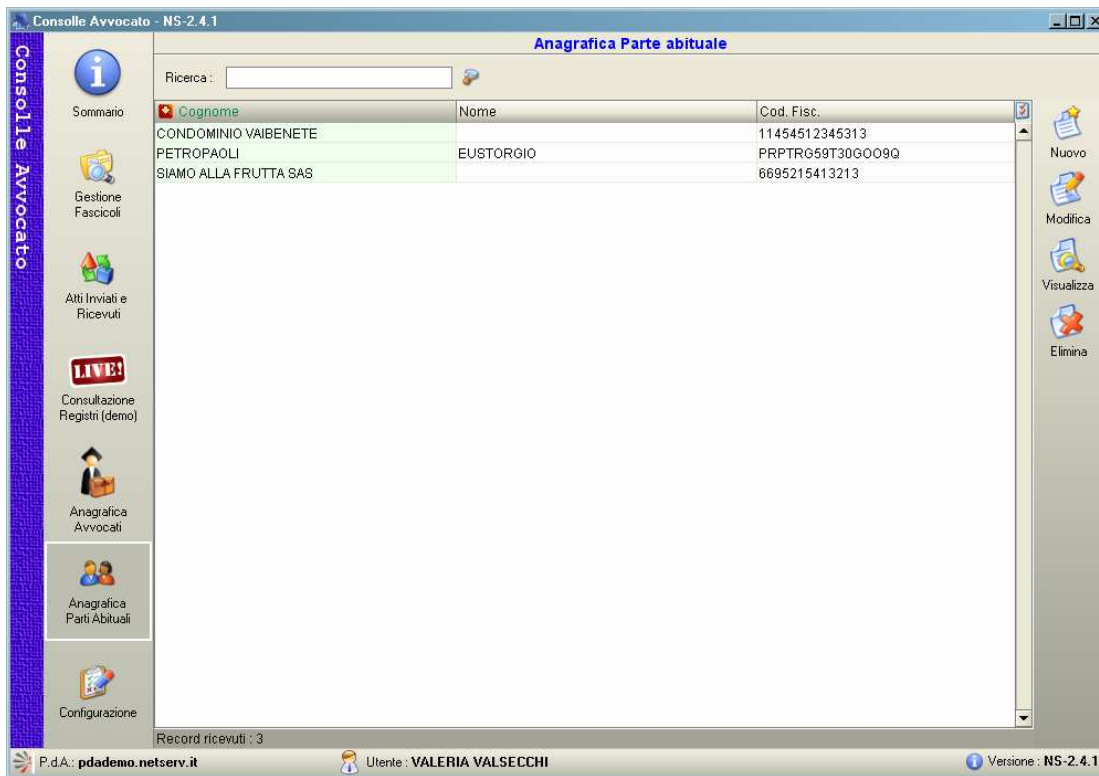 Consolle Avvocato - NS-2.4.1
Consolle Avvocato
Anagrafica Parte abituale
Ricerca :
Sommario
Gestione
Fascicoli
Atti Inviati e
Ricevuti
LIVE!
Consultazione
Registri (demo)
Anagrafica
Avvocati
Anagrafica
Parti Abituali
Configurazione
Cognome Nome Cod. Fisc.
CONDOMINIO VAIBENETE 11454512345313
PETROPAOLI EUSTORGIO PRPTRG59T30GOO9Q
SIAMO ALLA FRUTTA SAS 6695215413213
Nuovo
Modifica
Visualizza
Elimina
Record ricevuti : 3
P.d.A.: pdademo.netserv.it Utente : VALERIA VALSECCHI Versione : NS-2.4.1